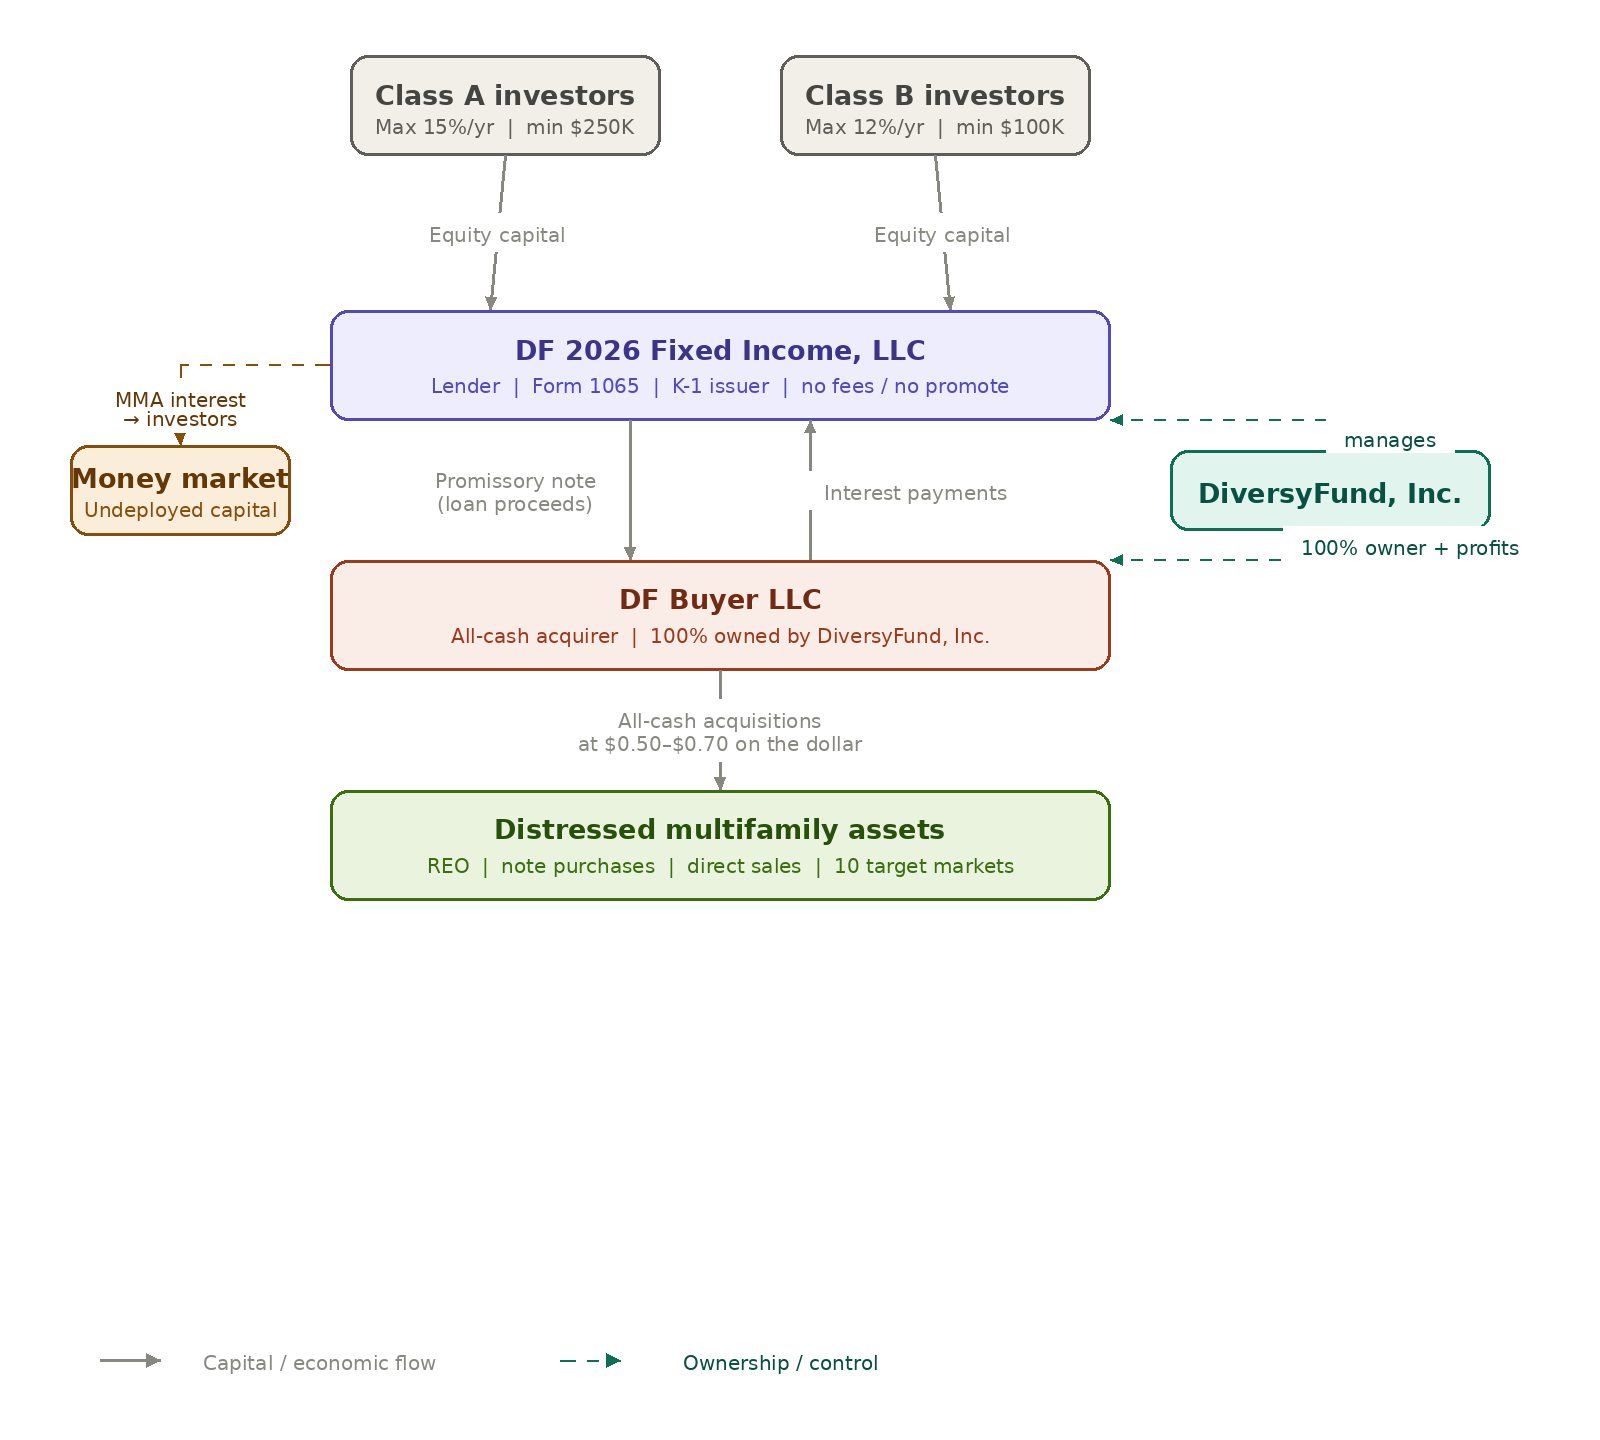 Class A investors
Max 15%/yr | min $250K
Class B investors
Max 12%/yr | min $100K
Equity capital
Equity capital
DF 2026 Fixed Income, LLC
Lender | Form 1065 | K-1 issuer | no fees / no promote
MMA interest
→ investors
Money market
Undeployed capital
Promissory note
(loan proceeds)
Interest payments
manages
DiversyFund, Inc.
100% owner + profits
DF Buyer LLC
All-cash acquirer | 100% owned by DiversyFund, Inc.
All-cash acquisitions
at $0.50–$0.70 on the dollar
Distressed multifamily assets
REO | note purchases | direct sales | 10 target markets
Capital / economic flow
Ownership / control